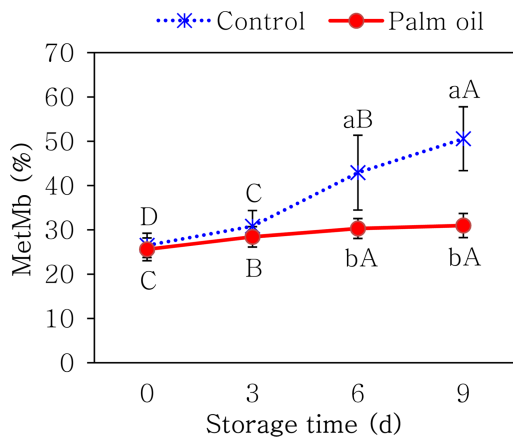 Control Palm oil
70
60
50
40
30
20
10
0
MetMb (%)
D
C
aB
aA
C
B
bA
bA
0 3 6 9
Storage time (d)